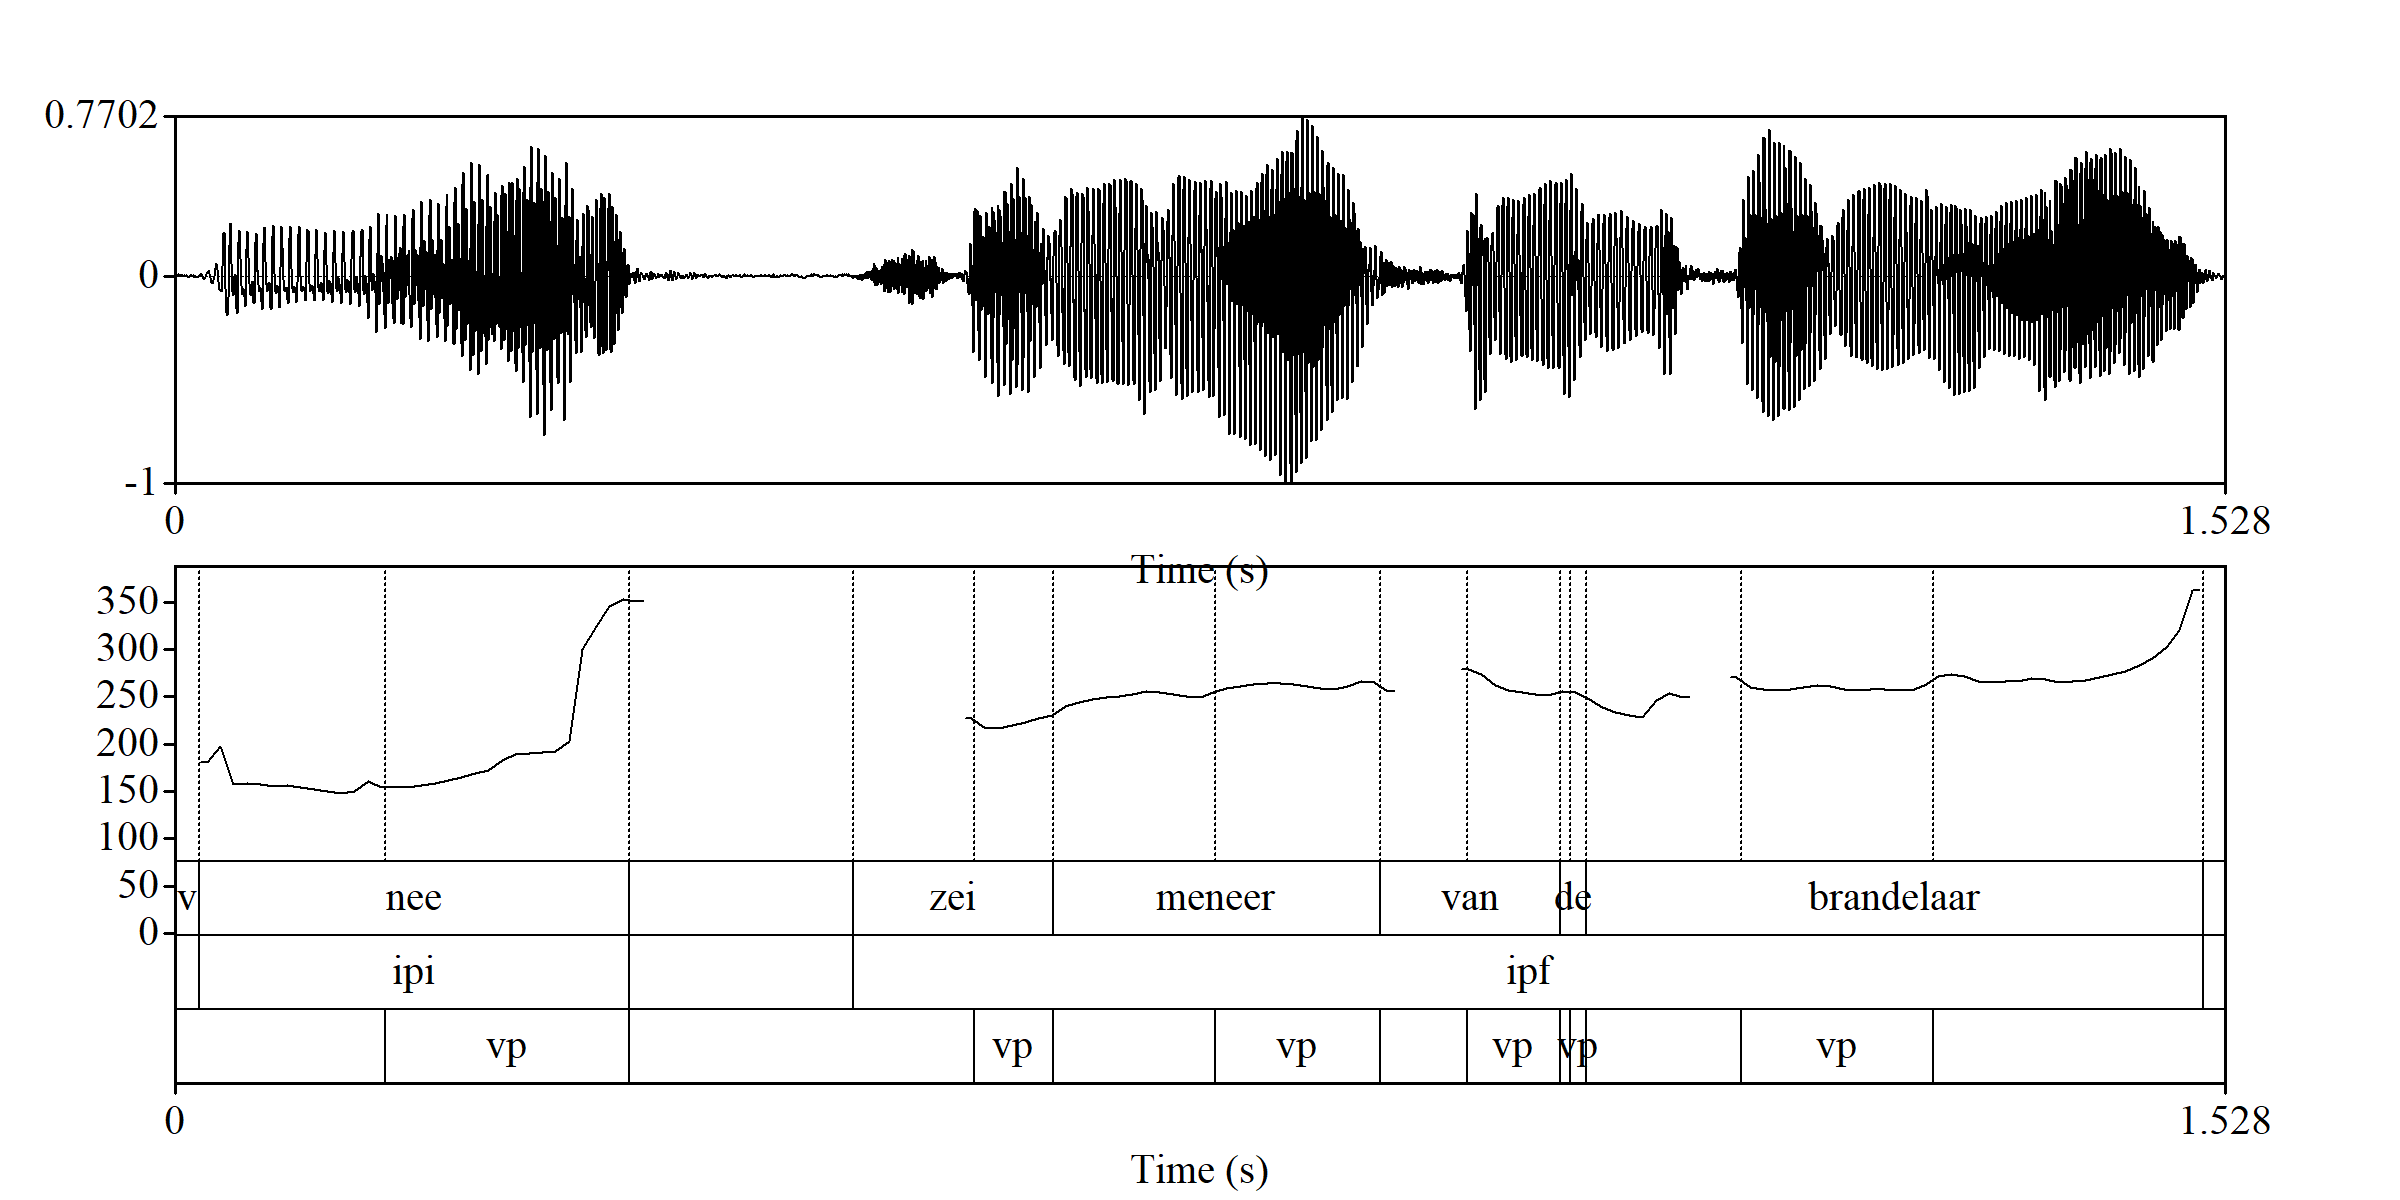 0.7702
0
-1
0 1.528
Time (s)
350
300
250
200
150
100
50
0
v nee zei meneer van de brandelaar
ipi ipf
vp vp vp vp vp vp
0 1.528
Time (s)